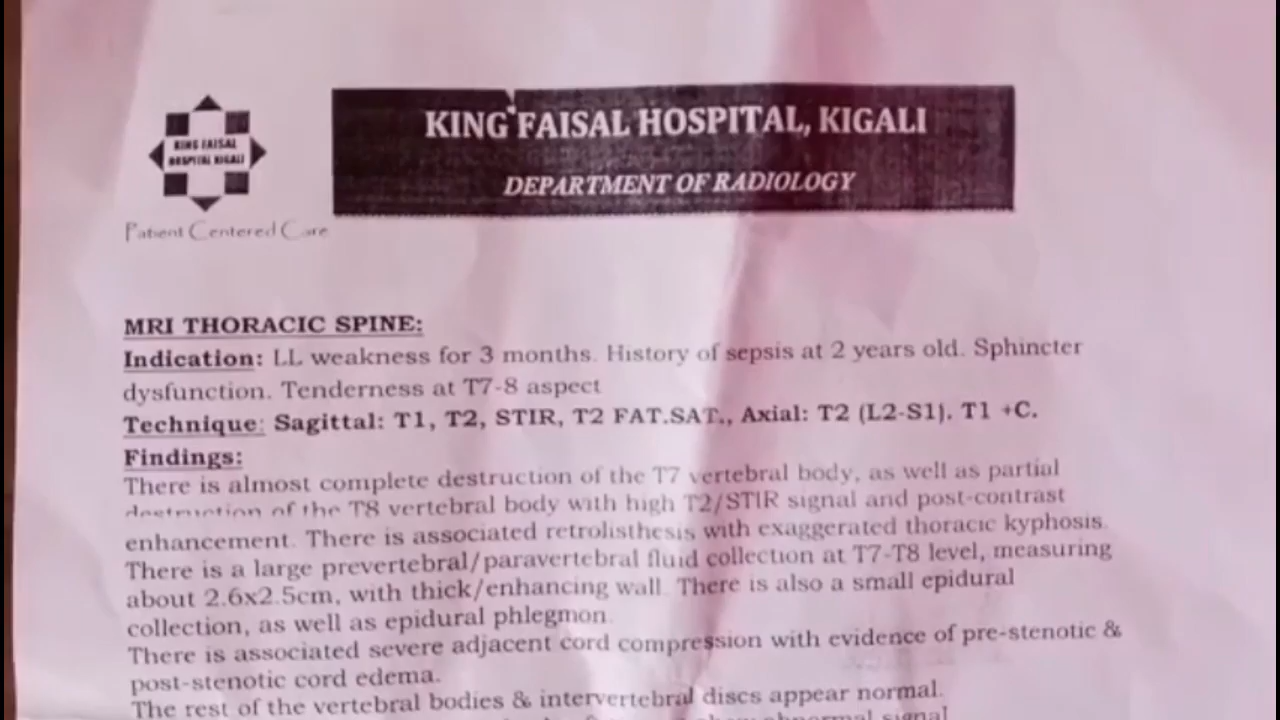 KING FAISAL
HOSPITAL KIGALI
Patient Centered Care
KING FAISAL HOSPITAL, KIGALI
DEPARTMENT OF RADIOLOGY
MRI THORACIC SPINE:
Indication: LL weakness for 3 months. History of sepsis at 2 years old. Sphincter
dysfunction. Tenderness at T7-8 aspect
Technique: Sagittal: T1, T2, STIR, T2 FAT.SAT., Axial: T2 (L2-S1). T1 +C.
Findings:
There is almost complete destruction of the T7 vertebral body, as well as partial
destruction of the T8 vertebral body with high T2/STIR signal and post-contrast
enhancement. There is associated retrolisthesis with exaggerated thoracic kyphosis.
There is a large prevertebral/paravertebral fluid collection at T7-T8 level, measuring
about 2.6x2.5cm, with thick/enhancing wall. There is also a small epidural
collection, as well as epidural phlegmon.
There is associated severe adjacent cord compression with evidence of pre-stenotic &
post-stenotic cord edema.
The rest of the vertebral bodies & intervertebral discs appear normal.
abnormal signal